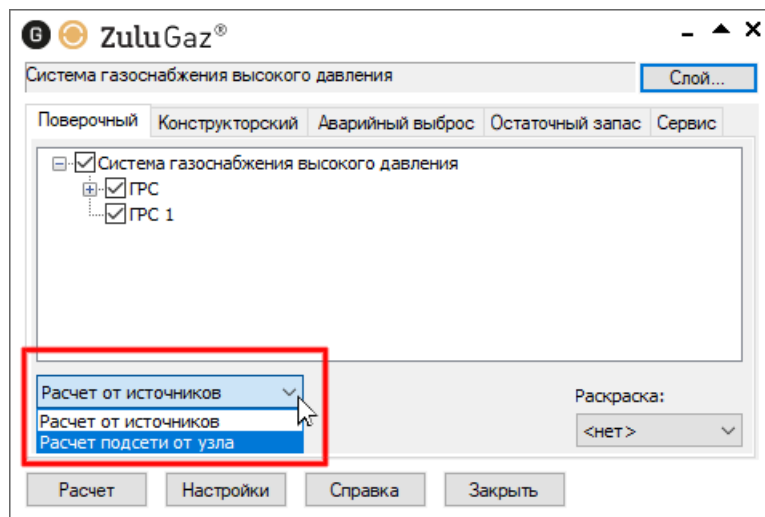 G ZuluGaz®
Система газоснабжения высокого давления
Слой...
Поверочный Конструкторский Аварийный выброс Остаточный запас Сервис
Система газоснабжения высокого давления
ГРС
ГРС 1
Расчет от источников
Раскраска:
Расчет от источников
<нет>
Расчет подсети от узла
Расчет Настройки Справка Закрыть